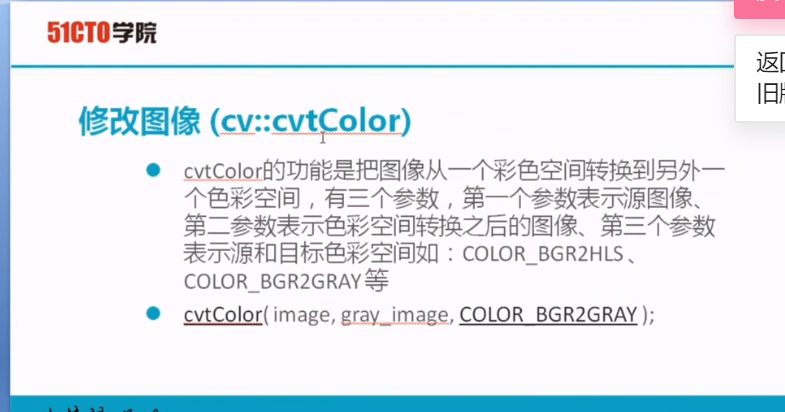 51CTO学院
返回
旧版
修改图像 (cv::cvtColor)
cvtColor的功能是把图像从一个彩色空间转换到另外一
个色彩空间，有三个参数，第一个参数表示源图像、
第二参数表示色彩空间转换之后的图像、第三个参数
表示源和目标色彩空间如：COLOR_BGR2HLS、
COLOR_BGR2GRAY等
cvtColor( image, gray_image, COLOR_BGR2GRAY );